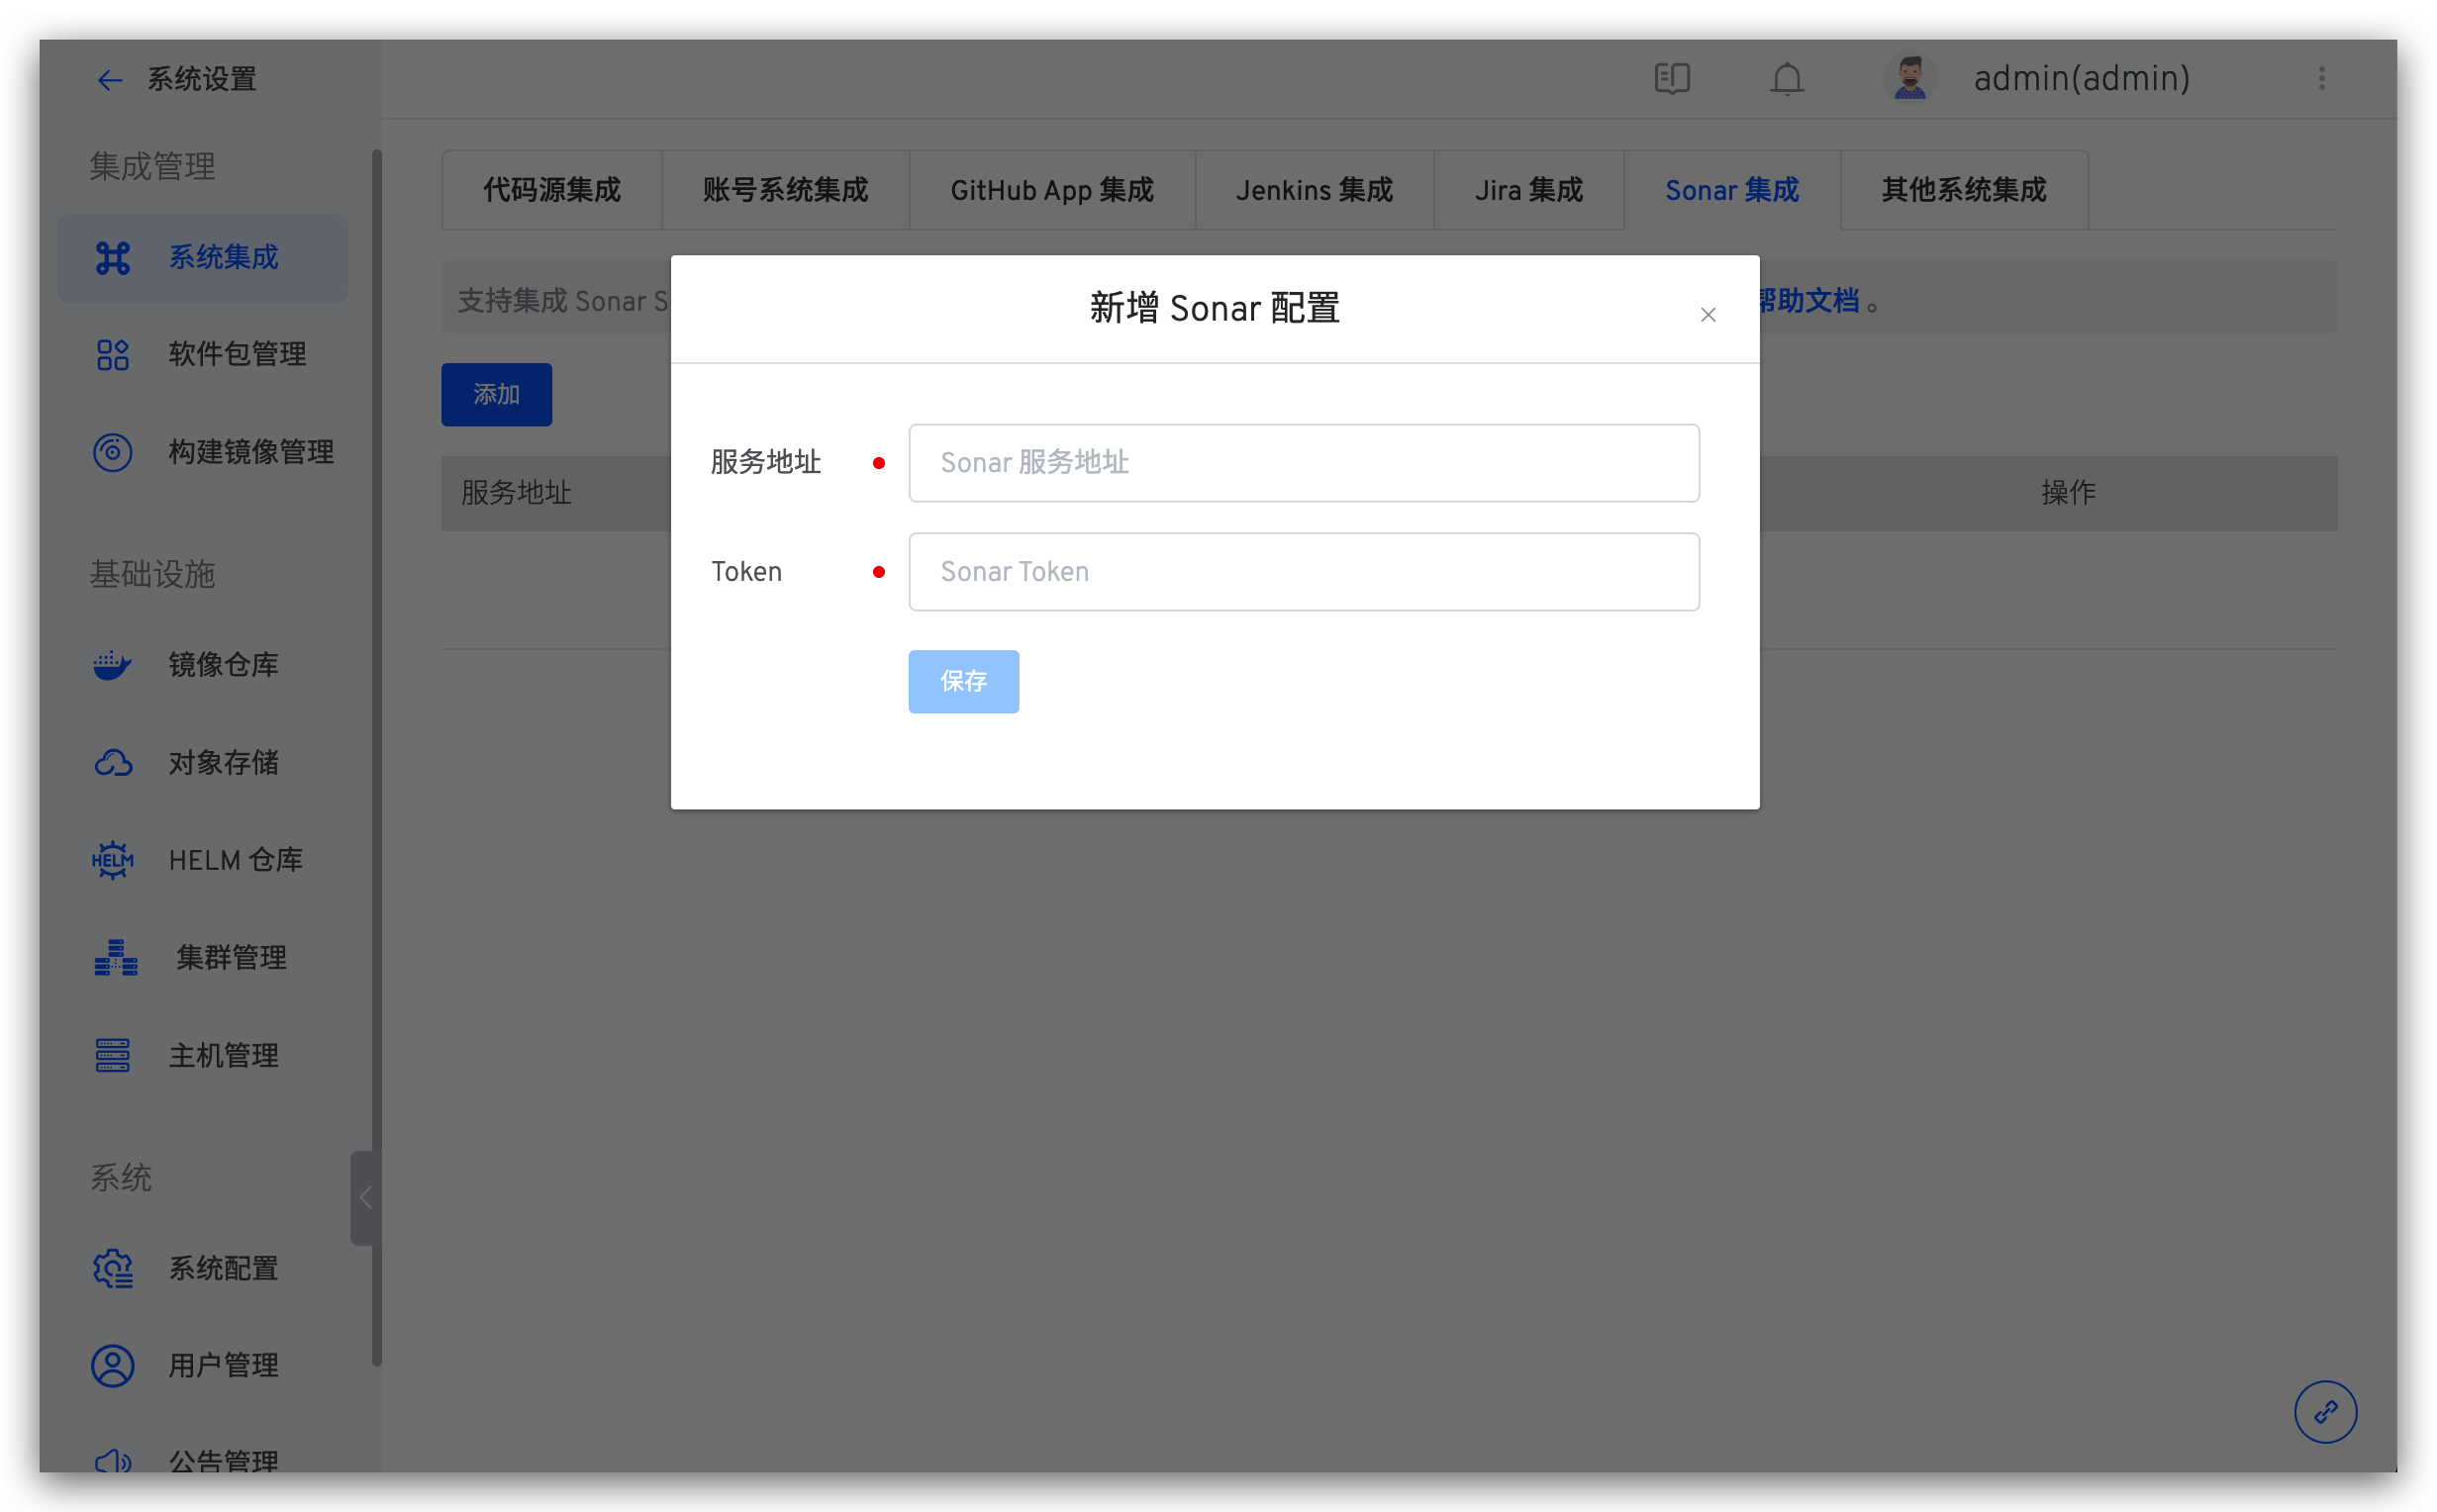 系统设置
admin(admin)
集成管理
系统集成
软件包管理
构建镜像管理
基础设施
镜像仓库
对象存储
HELM
HELM 仓库
集群管理
主机管理
系统
系统配置
用户管理
公告管理
代码源集成
账号系统集成
GitHub App 集成
Jenkins 集成
Jira 集成
Sonar 集成
其他系统集成
支持集成 Sonar S
帮助文档 。
添加
服务地址
操作
新增 Sonar 配置
服务地址
Sonar 服务地址
Token
Sonar Token
保存